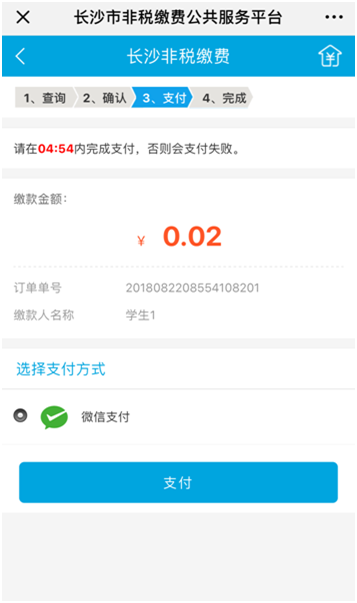 长沙市非税缴费公共服务平台
长沙非税缴费
1、查询 2、确认 3、支付 4、完成
请在04:54内完成支付，否则会支付失败。
缴款金额：
¥ 0.02
订单单号 2018082208554108201
缴款人名称 学生1
选择支付方式
微信支付
支付